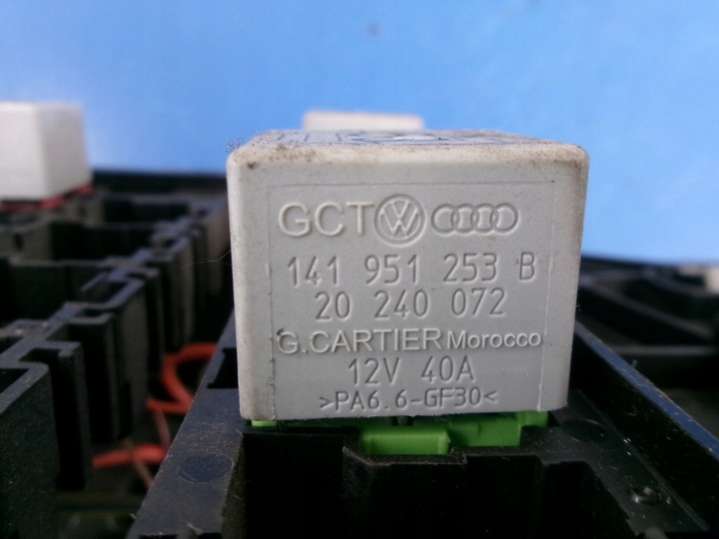 GCT
141 951 253 B
20 240 072
G.CARTIER Morocco
12V 40A
>PA6.6-GF30<